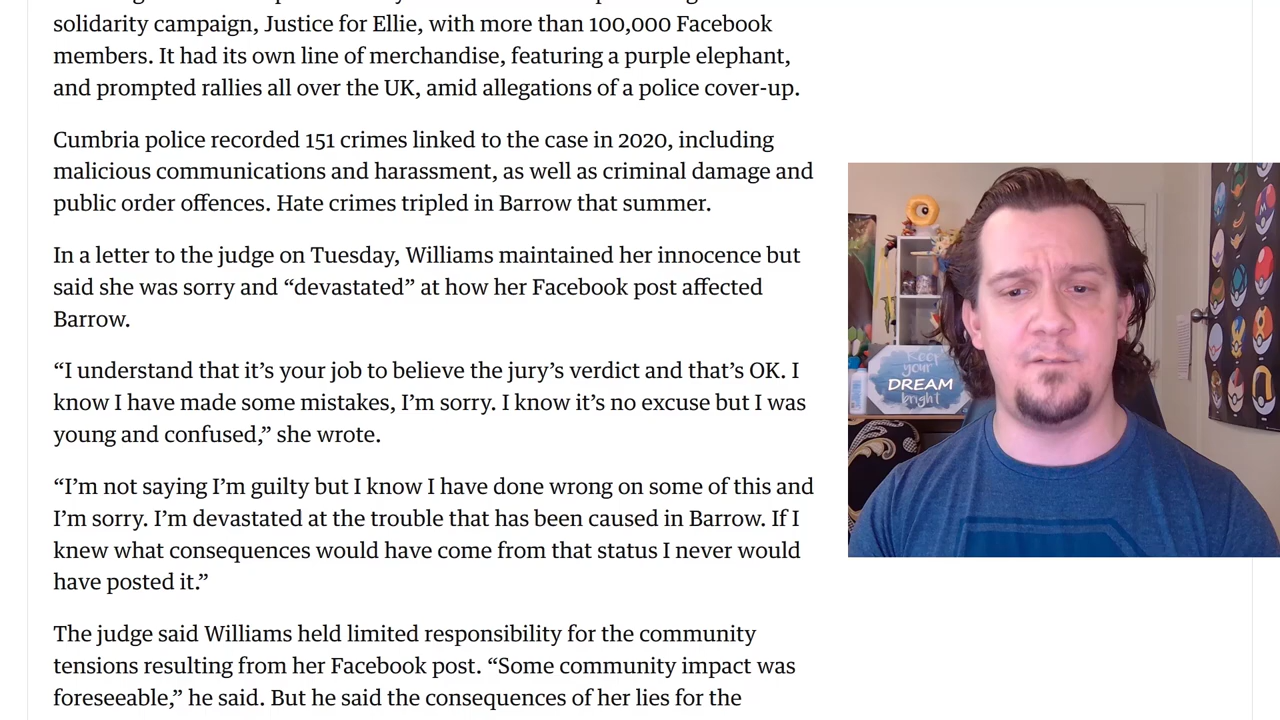 solidarity campaign, Justice for Ellie, with more than 100,000 Facebook
members. It had its own line of merchandise, featuring a purple elephant,
and prompted rallies all over the UK, amid allegations of a police cover-up.
Cumbria police recorded 151 crimes linked to the case in 2020, including
malicious communications and harassment, as well as criminal damage and
public order offences. Hate crimes tripled in Barrow that summer.
In a letter to the judge on Tuesday, Williams maintained her innocence but
said she was sorry and “devastated” at how her Facebook post affected
Barrow.
“I understand that it’s your job to believe the jury’s verdict and that’s OK. I
know I have made some mistakes, I’m sorry. I know it’s no excuse but I was
young and confused,” she wrote.
“I’m not saying I’m guilty but I know I have done wrong on some of this and
I’m sorry. I’m devastated at the trouble that has been caused in Barrow. If I
knew what consequences would have come from that status I never would
have posted it.”
The judge said Williams held limited responsibility for the community
tensions resulting from her Facebook post. “Some community impact was
foreseeable,” he said. But he said the consequences of her lies for the
Keep
your
DREAM
bright